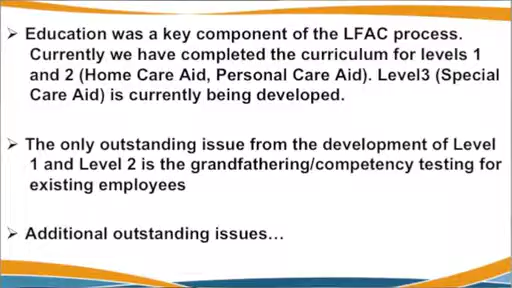 ➢ Education was a key component of the LFAC process.
Currently we have completed the curriculum for levels 1
and 2 (Home Care Aid, Personal Care Aid). Level3 (Special
Care Aid) is currently being developed.
➢ The only outstanding issue from the development of Level
1 and Level 2 is the grandfathering/competency testing for
existing employees
➢ Additional outstanding issues…